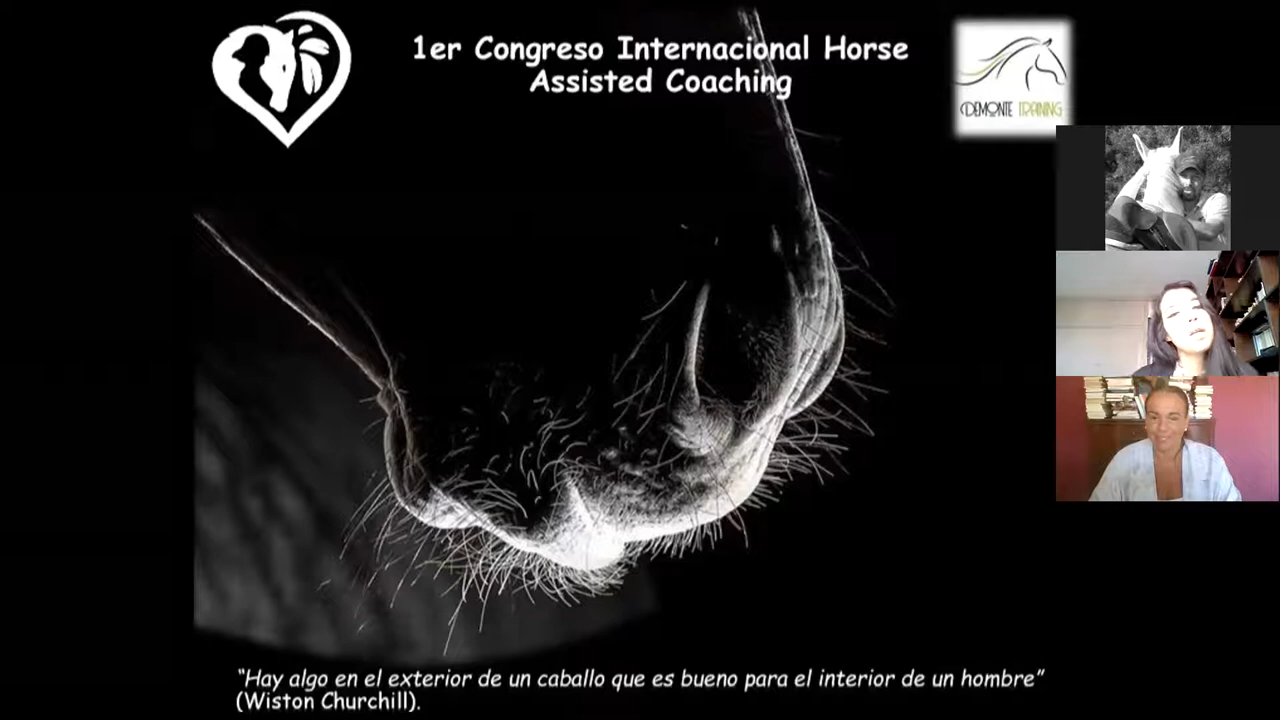 1er Congreso Internacional Horse
Assisted Coaching
DEMONTE TRAINING
“Hay algo en el exterior de un caballo que es bueno para el interior de un hombre”
(Wiston Churchill).